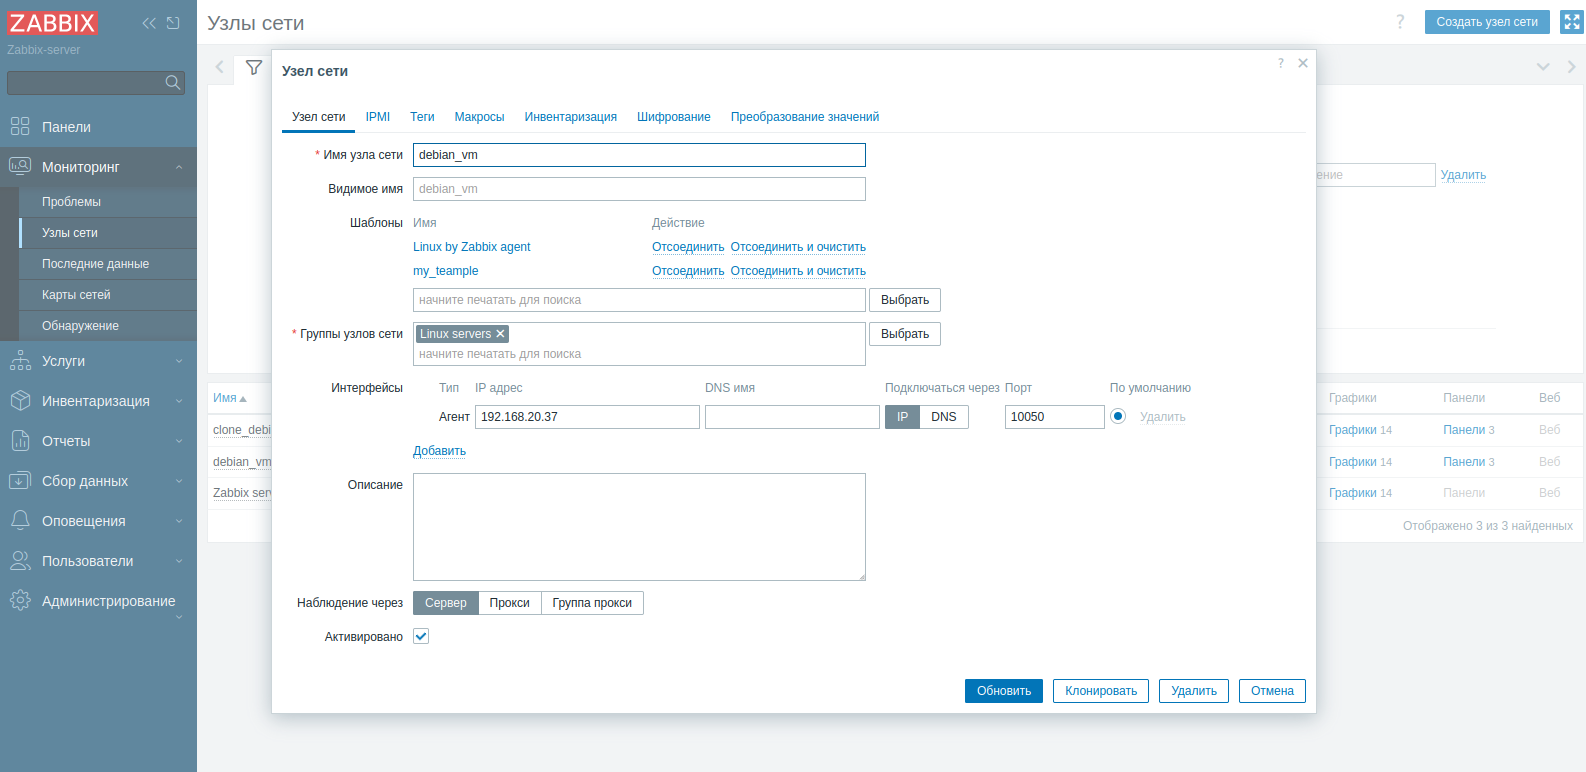 ZABBIX
Zabbix-server
Панели
Мониторинг
Проблемы
Узлы сети
Последние данные
Карты сетей
Обнаружение
Услуги
Инвентаризация
Отчеты
Сбор данных
Оповещения
Пользователи
Администрирование
Узлы сети
?
Создать узел сети
Узел сети
?
Узел сети IPMI Теги Макросы Инвентаризация Шифрование Преобразование значений
* Имя узла сети debian_vm
Видимое имя debian_vm
Шаблоны Имя Действие
Linux by Zabbix agent Отсоединить Отсоединить и очистить
my_teample Отсоединить Отсоединить и очистить
начните печатать для поиска Выбрать
* Группы узлов сети Linux servers Выбрать
начните печатать для поиска
Интерфейсы Тип IP адрес DNS имя Подключаться через Порт По умолчанию
Агент 192.168.20.37 IP DNS 10050 Удалить
Добавить
Описание
Наблюдение через Сервер Прокси Группа прокси
Активировано
Обновить Клонировать Удалить Отмена
ение Удалить
Имя Графики Панели Веб
clone_debi Графики 14 Панели 3 Веб
debian_vm Графики 14 Панели 3 Веб
Zabbix serv Графики 14 Панели Веб
Отображено 3 из 3 найденных